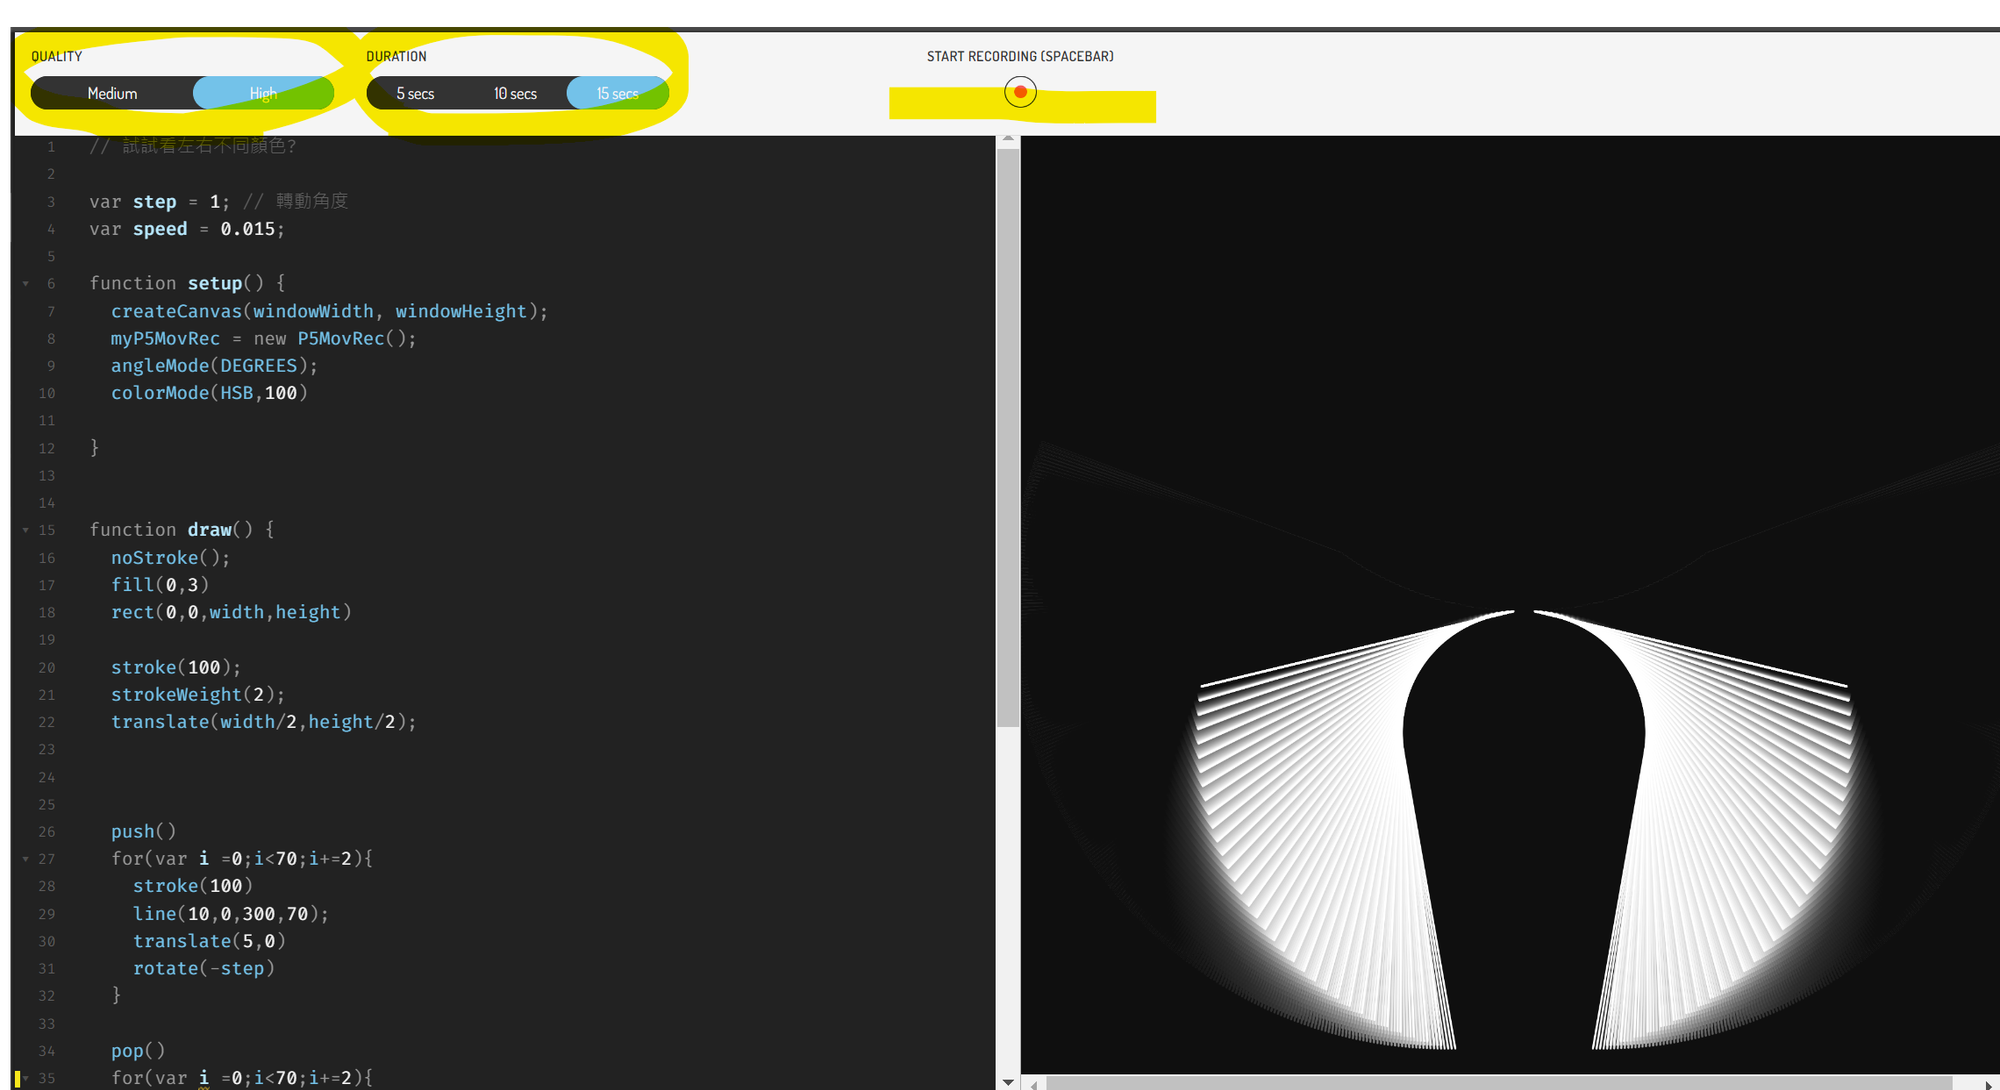 QUALITY
Medium High
DURATION
5 secs 10 secs 15 secs
START RECORDING (SPACEBAR)
1 // 試試看左右不同顏色?
2
3 var step = 1; // 轉動角度
4 var speed = 0.015;
5
6 function setup() {
7 createCanvas(windowWidth, windowHeight);
8 myP5MovRec = new P5MovRec();
9 angleMode(DEGREES);
10 colorMode(HSB,100)
11
12 }
13
14
15 function draw() {
16 noStroke();
17 fill(0,3)
18 rect(0,0,width,height)
19
20 stroke(100);
21 strokeWeight(2);
22 translate(width/2,height/2);
23
24
25
26 push()
27 for(var i =0;i<70;i+=2){
28 stroke(100)
29 line(10,0,300,70);
30 translate(5,0)
31 rotate(-step)
32 }
33
34 pop()
35 for(var i =0;i<70;i+=2){